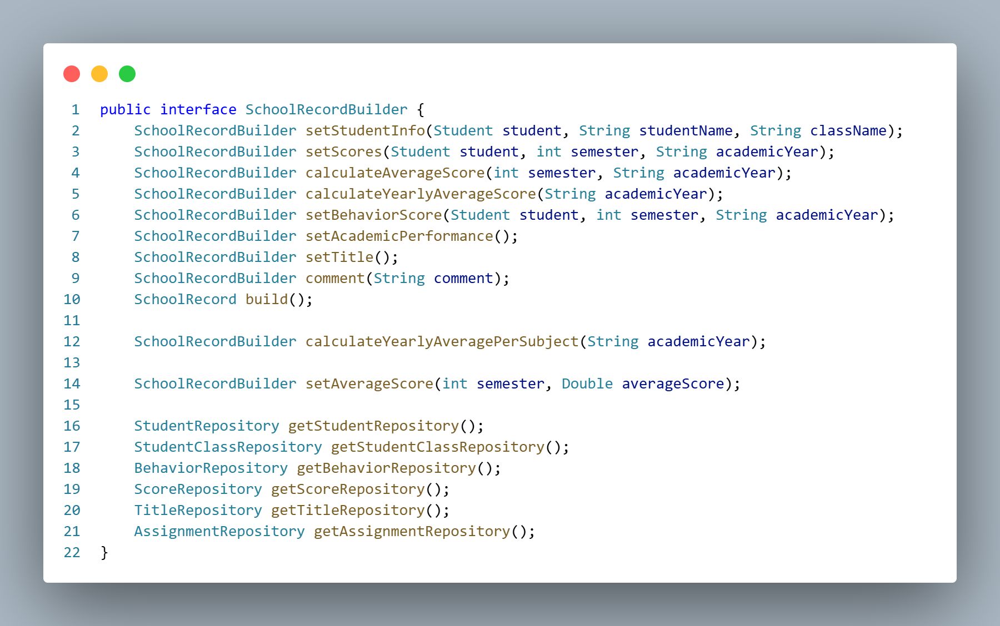 1 public interface SchoolRecordBuilder {
2     SchoolRecordBuilder setStudentInfo(Student student, String studentName, String className);
3     SchoolRecordBuilder setScores(Student student, int semester, String academicYear);
4     SchoolRecordBuilder calculateAverageScore(int semester, String academicYear);
5     SchoolRecordBuilder calculateYearlyAverageScore(String academicYear);
6     SchoolRecordBuilder setBehaviorScore(Student student, int semester, String academicYear);
7     SchoolRecordBuilder setAcademicPerformance();
8     SchoolRecordBuilder setTitle();
9     SchoolRecordBuilder comment(String comment);
10     SchoolRecord build();
11
12     SchoolRecordBuilder calculateYearlyAveragePerSubject(String academicYear);
13
14     SchoolRecordBuilder setAverageScore(int semester, Double averageScore);
15
16     StudentRepository getStudentRepository();
17     StudentClassRepository getStudentClassRepository();
18     BehaviorRepository getBehaviorRepository();
19     ScoreRepository getScoreRepository();
20     TitleRepository getTitleRepository();
21     AssignmentRepository getAssignmentRepository();
22 }